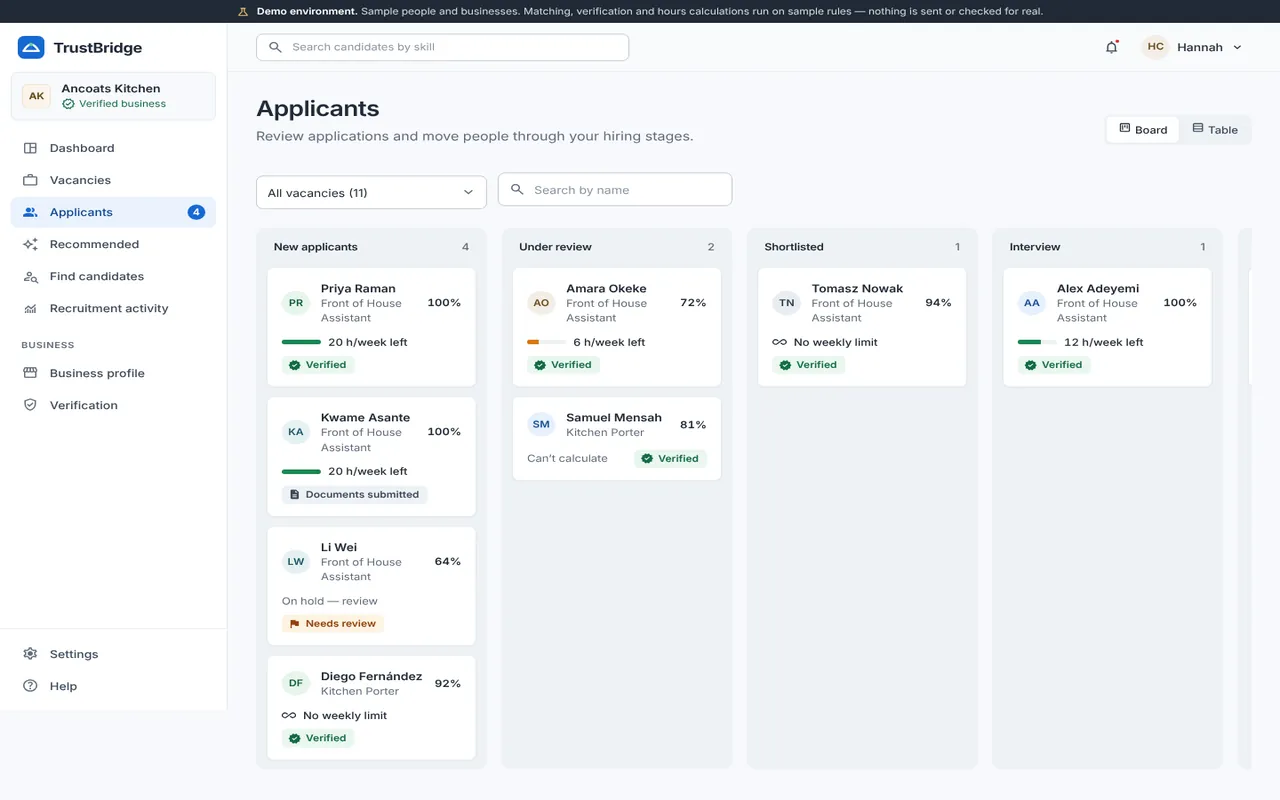 Demo environment. Sample people and businesses. Matching, verification and hours calculations run on sample rules — nothing is sent or checked for real.
TrustBridge
Search candidates by skill
HC
Hannah
AK
Ancoats Kitchen
Verified business
Dashboard
Vacancies
Applicants
4
Recommended
Find candidates
Recruitment activity
BUSINESS
Business profile
Verification
Settings
Help
Applicants
Review applications and move people through your hiring stages.
Board
Table
All vacancies (11)
Search by name
New applicants
4
PR
Priya Raman
Front of House
Assistant
100%
20 h/week left
Verified
KA
Kwame Asante
Front of House
Assistant
100%
20 h/week left
Documents submitted
LW
Li Wei
Front of House
Assistant
64%
On hold — review
Needs review
DF
Diego Fernández
Kitchen Porter
92%
No weekly limit
Verified
Under review
2
AO
Amara Okeke
Front of House
Assistant
72%
6 h/week left
Verified
SM
Samuel Mensah
Kitchen Porter
81%
Can't calculate
Verified
Shortlisted
1
TN
Tomasz Nowak
Front of House
Assistant
94%
No weekly limit
Verified
Interview
1
AA
Alex Adeyemi
Front of House
Assistant
100%
12 h/week left
Verified